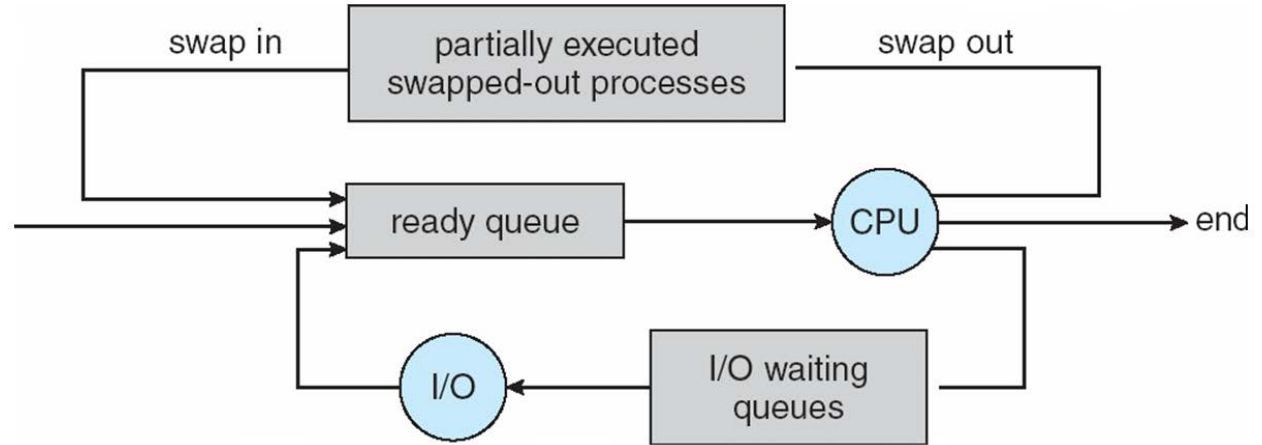 swap in
partially executed
swapped-out processes
swap out
ready queue
CPU
end
I/O
I/O waiting
queues